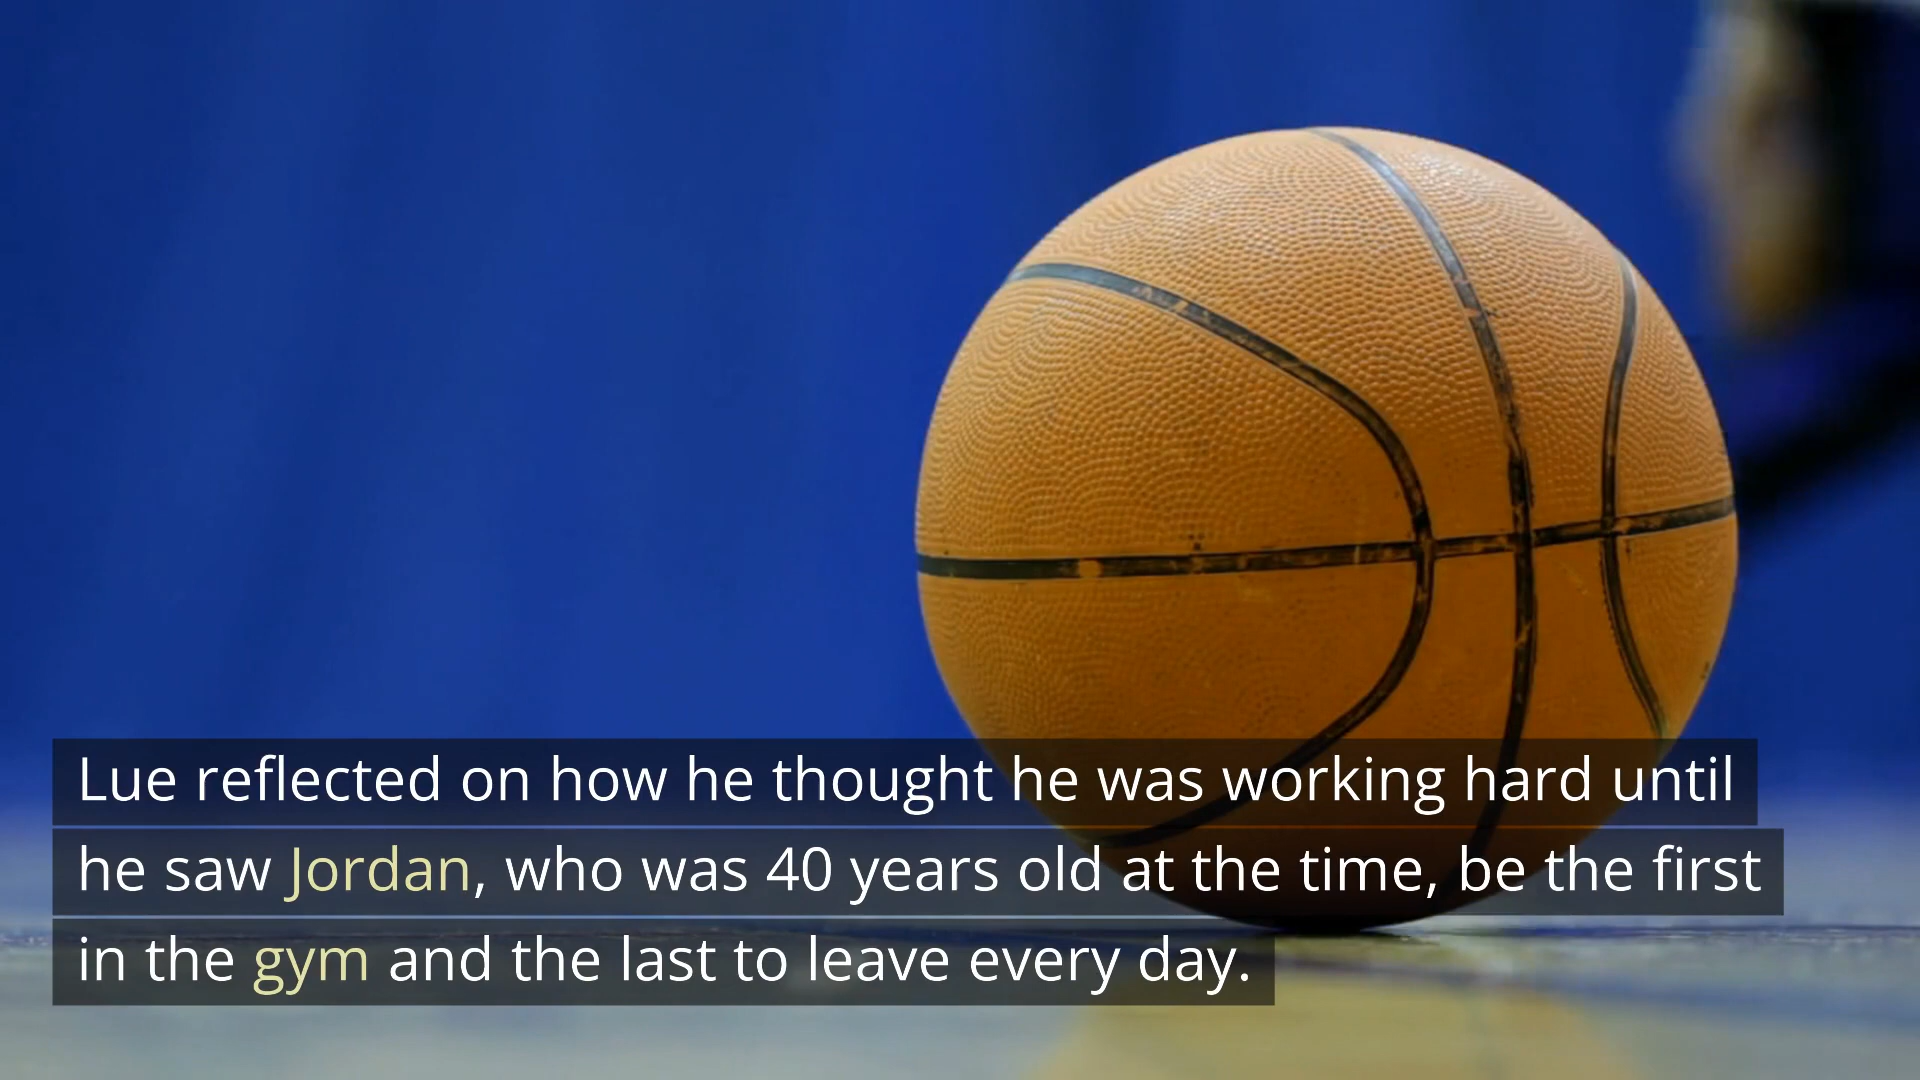 Lue reflected on how he thought he was working hard until
he saw Jordan, who was 40 years old at the time, be the first
in the gym and the last to leave every day.